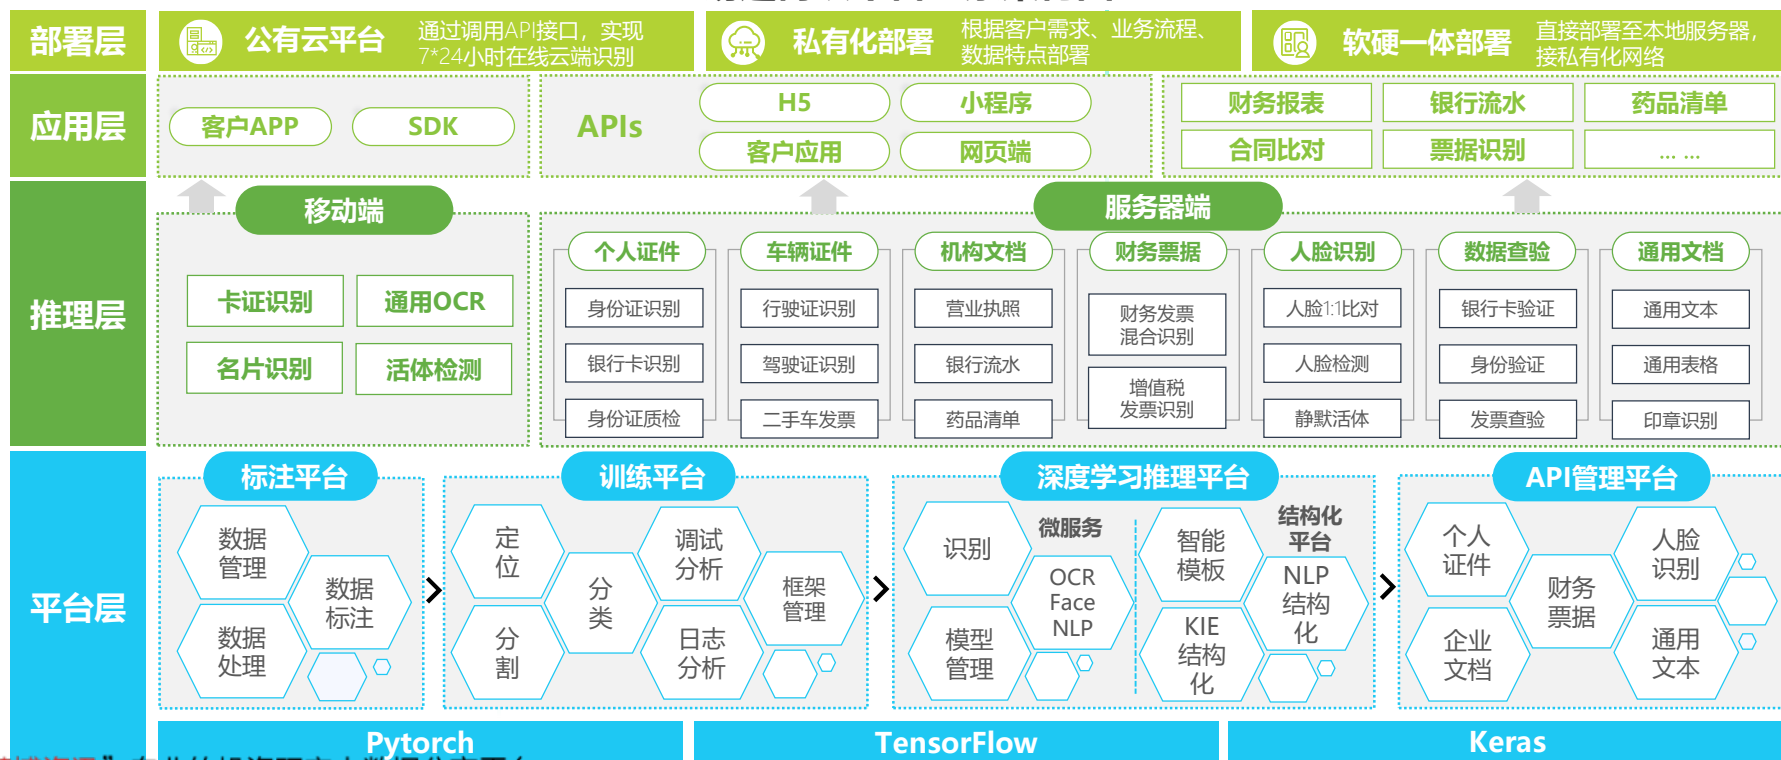 部署层
公有云平台
通过调用API接口，实现
7*24小时在线云端识别
私有化部署
根据客户需求、业务流程、
数据特点部署
软硬一体部署
直接部署至本地服务器，
接私有化网络
应用层
客户APP
SDK
APIs
H5
小程序
客户应用
网页端
财务报表
银行流水
药品清单
合同比对
票据识别
... ...
推理层
移动端
卡证识别
通用OCR
名片识别
活体检测
服务器端
个人证件
身份证识别
银行卡识别
身份证质检
车辆证件
行驶证识别
驾驶证识别
二手车发票
机构文档
营业执照
银行流水
药品清单
财务票据
财务发票
混合识别
增值税
发票识别
人脸识别
人脸1:1比对
人脸检测
静默活体
数据查验
银行卡验证
身份验证
发票查验
通用文档
通用文本
通用表格
印章识别
平台层
标注平台
数据
管理
数据
标注
数据
处理
训练平台
定
位
分
类
分
割
调试
分析
日志
分析
框架
管理
深度学习推理平台
识别
微服务
OCR
Face
NLP
模型
管理
智能
模板
结构化
平台
NLP
结构
化
KIE
结构
化
API管理平台
个人
证件
人脸
识别
财务
票据
企业
文档
通用
文本
Pytorch
TensorFlow
Keras